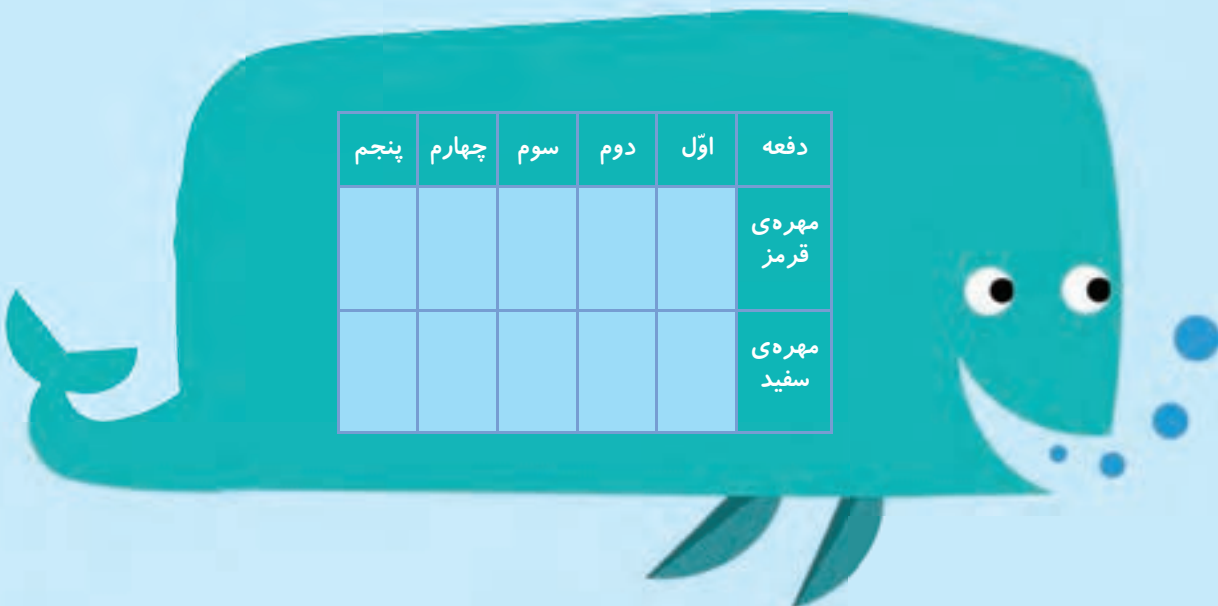 دفعه اوّل دوم سوم چهارم پنجم
مهره‌ی
قرمز
مهره‌ی
سفید